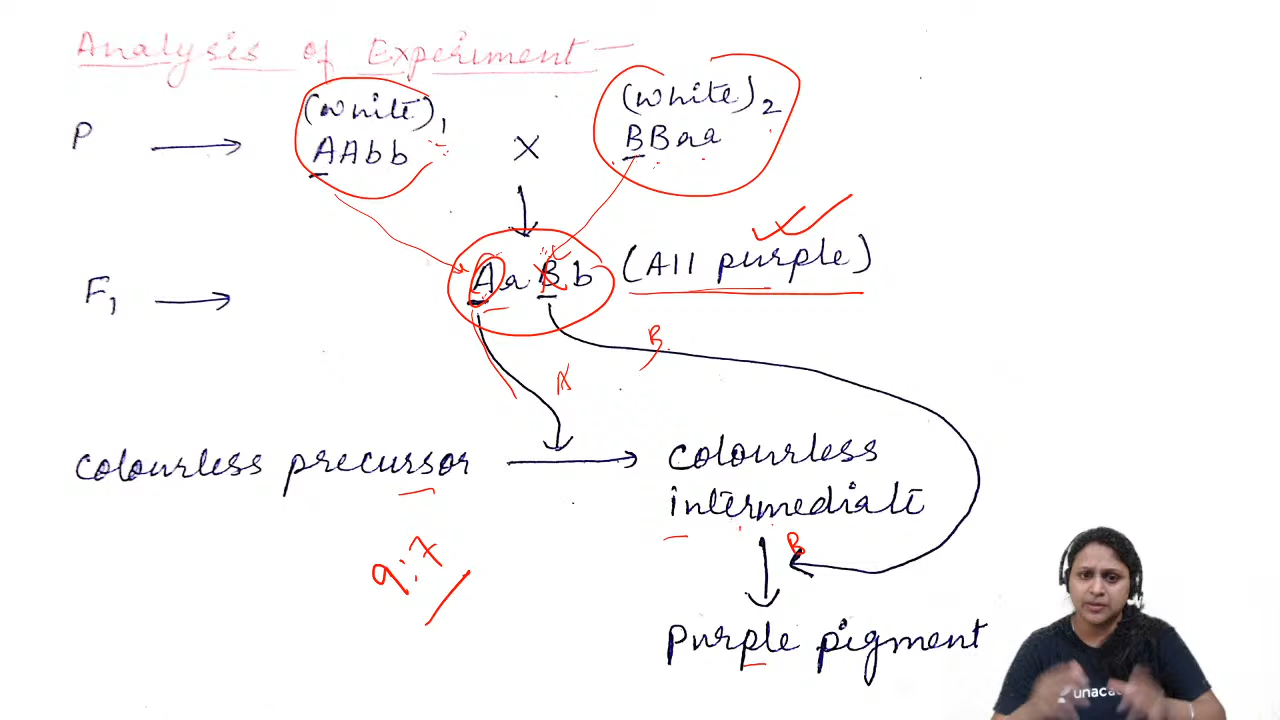 Analysis of Experiment -
(White)1
(White)2
P → AAbb × BBaa
F1 → AaBb (All purple)
B
A
colourless precursor → colourless
intermediate
B
9:7
purple pigment
unaca